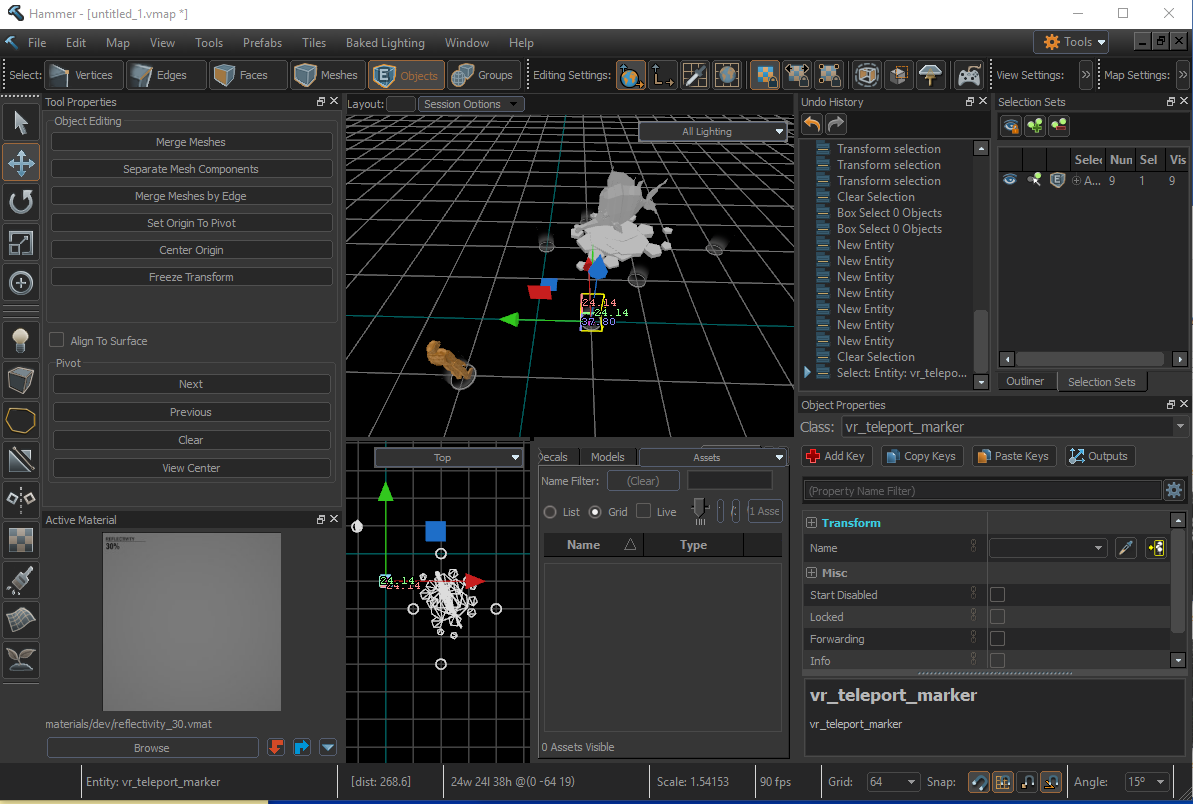 Hammer - [untitled_1.vmap *]
File Edit Map View Tools Prefabs Tiles Baked Lighting Window Help Tools
Select: Vertices Edges Faces Meshes Objects Groups Editing Settings: View Settings: » Map Settings: »
Tool Properties
Object Editing
Merge Meshes
Separate Mesh Components
Merge Meshes by Edge
Set Origin To Pivot
Center Origin
Freeze Transform
Align To Surface
Pivot
Next
Previous
Clear
View Center
Active Material
REFLECTIVITY
30%
materials/dev/reflectivity_30.vmat
Browse
Layout: Session Options
All Lighting
24.14
24.14
37.80
Top
24.14
24.14
Decals Models Assets
Name Filter: (Clear)
List Grid Live 1 Asse
Name Type
0 Assets Visible
Undo History
Transform selection
Transform selection
Transform selection
Clear Selection
Box Select 0 Objects
Box Select 0 Objects
New Entity
New Entity
New Entity
New Entity
New Entity
New Entity
New Entity
Clear Selection
Select: Entity: vr_telepo...
Selection Sets
Selec Num Sel Vis
A... 9 1 9
Outliner Selection Sets
Object Properties
Class: vr_teleport_marker
Add Key Copy Keys Paste Keys Outputs
(Property Name Filter)
Transform
Name
Misc
Start Disabled
Locked
Forwarding
Info
vr_teleport_marker
vr_teleport_marker
Entity: vr_teleport_marker [dist: 268.6] 24w 24l 38h @(0 -64 19) Scale: 1.54153 90 fps Grid: 64 Snap: Angle: 15º